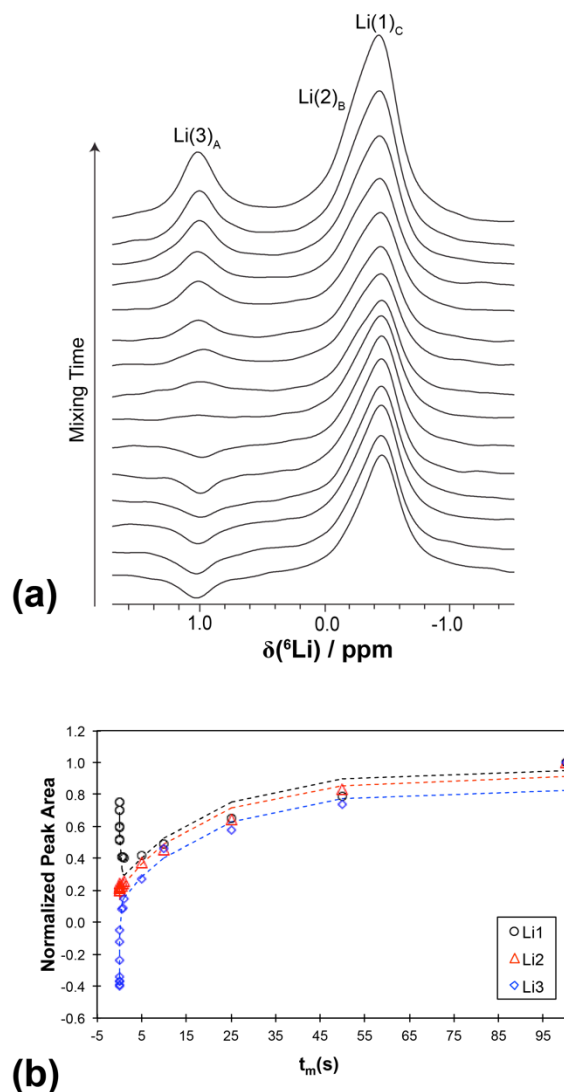 Li(1)C
Li(2)B
Li(3)A
Mixing Time
(a)
1.0 0.0 -1.0
δ(⁶Li) / ppm
1.2
1.0
0.8
0.6
0.4
0.2
0.0
-0.2
-0.4
-0.6
Normalized Peak Area
Li1
Li2
Li3
-5 5 15 25 35 45 55 65 75 85 95
tm(s)
(b)